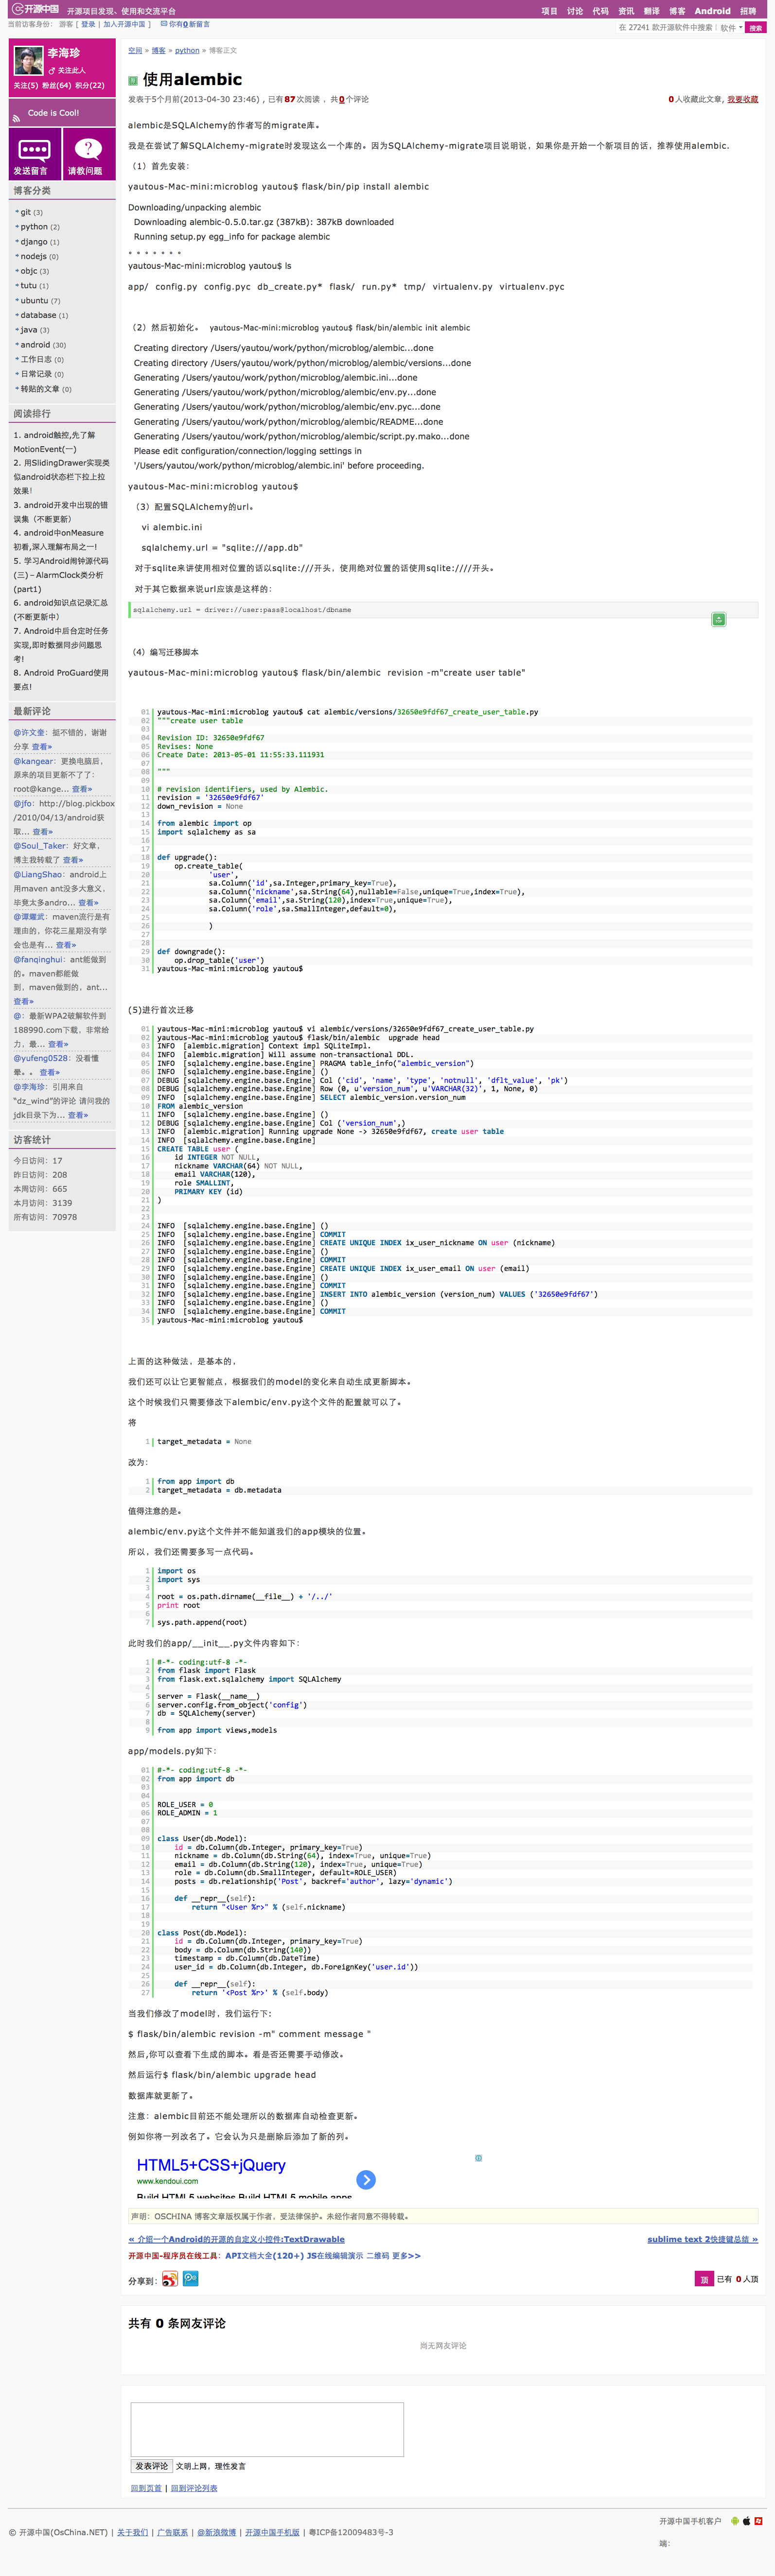 开源中国 开源项目发现、使用和交流平台
项目 讨论 代码 资讯 翻译 博客 Android 招聘
当前访客身份： 游客 [ 登录 | 加入开源中国 ] 你有0新留言
在 27241 款开源软件中搜索 软件 搜索
李海珍
关注此人
关注(5) 粉丝(64) 积分(22)
Code is Cool!
发送留言 请教问题
博客分类
git (3)
python (2)
django (1)
nodejs (0)
objc (3)
tutu (1)
ubuntu (7)
database (1)
java (3)
android (30)
工作日志 (0)
日常记录 (0)
转贴的文章 (0)
阅读排行
1. android触控,先了解
MotionEvent(一)
2. 用SlidingDrawer实现类
似android状态栏下拉上拉
效果！
3. android开发中出现的错
误集（不断更新）
4. android中onMeasure
初看,深入理解布局之一！
5. 学习Android闹钟源代码
(三)－AlarmClock类分析
(part1)
6. android知识点记录汇总
(不断更新中)
7. Android中后台定时任务
实现,即时数据同步问题思
考！
8. Android ProGuard使用
要点！
最新评论
@许文奎：挺不错的，谢谢
分享 查看»
@kangear：更换电脑后，
原来的项目更新不了了：
root@kange... 查看»
@jfo：http://blog.pickbox
/2010/04/13/android获
取... 查看»
@Soul_Taker：好文章，
博主我转载了 查看»
@LiangShao：android上
用maven ant没多大意义，
毕竟太多andro... 查看»
@谭耀武：maven流行是有
理由的，你花三星期没有学
会也是有... 查看»
@fanqinghui：ant能做到
的。maven都能做
到，maven做到的，ant...
查看»
@：最新WPA2破解软件到
188990.com下载，非常给
力，最... 查看»
@yufeng0528：没看懂
晕。。 查看»
@李海珍：引用来自
“dz_wind”的评论 请问我的
jdk目录下为... 查看»
访客统计
今日访问：17
昨日访问：208
本周访问：665
本月访问：3139
所有访问：70978
空间 » 博客 » python » 博客正文
使用alembic
发表于5个月前(2013-04-30 23:46) , 已有87次阅读 ，共0个评论
0人收藏此文章, 我要收藏
alembic是SQLAlchemy的作者写的migrate库。
我是在尝试了解SQLAlchemy-migrate时发现这么一个库的。因为SQLAlchemy-migrate项目说明说，如果你是开始一个新项目的话，推荐使用alembic.
（1）首先安装：
yautous-Mac-mini:microblog yautou$ flask/bin/pip install alembic
Downloading/unpacking alembic
Downloading alembic-0.5.0.tar.gz (387kB): 387kB downloaded
Running setup.py egg_info for package alembic
。。。。。。。
yautous-Mac-mini:microblog yautou$ ls
app/ config.py config.pyc db_create.py* flask/ run.py* tmp/ virtualenv.py virtualenv.pyc
（2）然后初始化。 yautous-Mac-mini:microblog yautou$ flask/bin/alembic init alembic
Creating directory /Users/yautou/work/python/microblog/alembic...done
Creating directory /Users/yautou/work/python/microblog/alembic/versions...done
Generating /Users/yautou/work/python/microblog/alembic.ini...done
Generating /Users/yautou/work/python/microblog/alembic/env.py...done
Generating /Users/yautou/work/python/microblog/alembic/env.pyc...done
Generating /Users/yautou/work/python/microblog/alembic/README...done
Generating /Users/yautou/work/python/microblog/alembic/script.py.mako...done
Please edit configuration/connection/logging settings in
'/Users/yautou/work/python/microblog/alembic.ini' before proceeding.
yautous-Mac-mini:microblog yautou$
（3）配置SQLAlchemy的url。
vi alembic.ini
sqlalchemy.url = "sqlite:///app.db"
对于sqlite来讲使用相对位置的话以sqlite:///开头，使用绝对位置的话使用sqlite:////开头。
对于其它数据来说url应该是这样的：
sqlalchemy.url = driver://user:pass@localhost/dbname
（4）编写迁移脚本
yautous-Mac-mini:microblog yautou$ flask/bin/alembic revision -m"create user table"
01 yautous-Mac-mini:microblog yautou$ cat alembic/versions/32650e9fdf67_create_user_table.py
02 """create user table
03
04 Revision ID: 32650e9fdf67
05 Revises: None
06 Create Date: 2013-05-01 11:55:33.111931
07
08 """
09
10 # revision identifiers, used by Alembic.
11 revision = '32650e9fdf67'
12 down_revision = None
13
14 from alembic import op
15 import sqlalchemy as sa
16
17
18 def upgrade():
19 op.create_table(
20 'user',
21 sa.Column('id',sa.Integer,primary_key=True),
22 sa.Column('nickname',sa.String(64),nullable=False,unique=True,index=True),
23 sa.Column('email',sa.String(120),index=True,unique=True),
24 sa.Column('role',sa.SmallInteger,default=0),
25
26 )
27
28
29 def downgrade():
30 op.drop_table('user')
31 yautous-Mac-mini:microblog yautou$
(5)进行首次迁移
01 yautous-Mac-mini:microblog yautou$ vi alembic/versions/32650e9fdf67_create_user_table.py
02 yautous-Mac-mini:microblog yautou$ flask/bin/alembic upgrade head
03 INFO [alembic.migration] Context impl SQLiteImpl.
04 INFO [alembic.migration] Will assume non-transactional DDL.
05 INFO [sqlalchemy.engine.base.Engine] PRAGMA table_info("alembic_version")
06 INFO [sqlalchemy.engine.base.Engine] ()
07 DEBUG [sqlalchemy.engine.base.Engine] Col ('cid', 'name', 'type', 'notnull', 'dflt_value', 'pk')
08 DEBUG [sqlalchemy.engine.base.Engine] Row (0, u'version_num', u'VARCHAR(32)', 1, None, 0)
09 INFO [sqlalchemy.engine.base.Engine] SELECT alembic_version.version_num
10 FROM alembic_version
11 INFO [sqlalchemy.engine.base.Engine] ()
12 DEBUG [sqlalchemy.engine.base.Engine] Col ('version_num',)
13 INFO [alembic.migration] Running upgrade None -> 32650e9fdf67, create user table
14 INFO [sqlalchemy.engine.base.Engine]
15 CREATE TABLE user (
16 id INTEGER NOT NULL,
17 nickname VARCHAR(64) NOT NULL,
18 email VARCHAR(120),
19 role SMALLINT,
20 PRIMARY KEY (id)
21 )
22
23
24 INFO [sqlalchemy.engine.base.Engine] ()
25 INFO [sqlalchemy.engine.base.Engine] COMMIT
26 INFO [sqlalchemy.engine.base.Engine] CREATE UNIQUE INDEX ix_user_nickname ON user (nickname)
27 INFO [sqlalchemy.engine.base.Engine] ()
28 INFO [sqlalchemy.engine.base.Engine] COMMIT
29 INFO [sqlalchemy.engine.base.Engine] CREATE UNIQUE INDEX ix_user_email ON user (email)
30 INFO [sqlalchemy.engine.base.Engine] ()
31 INFO [sqlalchemy.engine.base.Engine] COMMIT
32 INFO [sqlalchemy.engine.base.Engine] INSERT INTO alembic_version (version_num) VALUES ('32650e9fdf67')
33 INFO [sqlalchemy.engine.base.Engine] ()
34 INFO [sqlalchemy.engine.base.Engine] COMMIT
35 yautous-Mac-mini:microblog yautou$
上面的这种做法，是基本的，
我们还可以让它更智能点，根据我们的model的变化来自动生成更新脚本。
这个时候我们只需要修改下alembic/env.py这个文件的配置就可以了。
将
1 target_metadata = None
改为：
1 from app import db
2 target_metadata = db.metadata
值得注意的是。
alembic/env.py这个文件并不能知道我们的app模块的位置。
所以，我们还需要多写一点代码。
1 import os
2 import sys
3
4 root = os.path.dirname(__file__) + '/../'
5 print root
6
7 sys.path.append(root)
此时我们的app/__init__.py文件内容如下：
1 #-*- coding:utf-8 -*-
2 from flask import Flask
3 from flask.ext.sqlalchemy import SQLAlchemy
4
5 server = Flask(__name__)
6 server.config.from_object('config')
7 db = SQLAlchemy(server)
8
9 from app import views,models
app/models.py如下：
01 #-*- coding:utf-8 -*-
02 from app import db
03
04
05 ROLE_USER = 0
06 ROLE_ADMIN = 1
07
08
09 class User(db.Model):
10 id = db.Column(db.Integer, primary_key=True)
11 nickname = db.Column(db.String(64), index=True, unique=True)
12 email = db.Column(db.String(120), index=True, unique=True)
13 role = db.Column(db.SmallInteger, default=ROLE_USER)
14 posts = db.relationship('Post', backref='author', lazy='dynamic')
15
16 def __repr__(self):
17 return "<User %r>" % (self.nickname)
18
19
20 class Post(db.Model):
21 id = db.Column(db.Integer, primary_key=True)
22 body = db.Column(db.String(140))
23 timestamp = db.Column(db.DateTime)
24 user_id = db.Column(db.Integer, db.ForeignKey('user.id'))
25
26 def __repr__(self):
27 return '<Post %r>' % (self.body)
当我们修改了model时，我们运行下：
$ flask/bin/alembic revision -m" comment message "
然后,你可以查看下生成的脚本。看是否还需要手动修改。
然后运行$ flask/bin/alembic upgrade head
数据库就更新了。
注意：alembic目前还不能处理所以的数据库自动检查更新。
例如你将一列改名了。它会认为只是删除后添加了新的列。
HTML5+CSS+jQuery
www.kendoui.com
Build HTML5 websites Build HTML5 mobile apps
声明：OSCHINA 博客文章版权属于作者，受法律保护。未经作者同意不得转载。
« 介绍一个Android的开源的自定义小控件:TextDrawable
sublime text 2快捷键总结 »
开源中国-程序员在线工具：API文档大全(120+) JS在线编辑演示 二维码 更多>>
分享到：
顶 已有 0 人顶
共有 0 条网友评论
尚无网友评论
发表评论 文明上网，理性发言
回到页首 | 回到评论列表
© 开源中国(OsChina.NET) | 关于我们 | 广告联系 | @新浪微博 | 开源中国手机版 | 粤ICP备12009483号-3
开源中国手机客户
端：